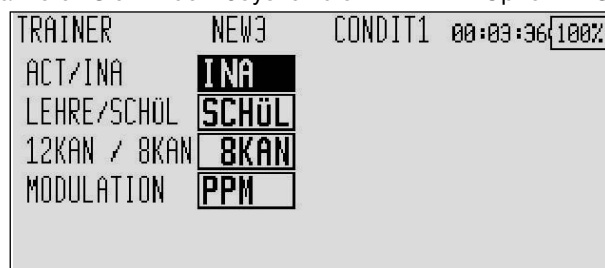 TRAINER NEW3 CONDIT1 00:03:36 100%
ACT/INA INA
LEHRE/SCHÜL SCHÜL
12KAN / 8KAN 8KAN
MODULATION PPM